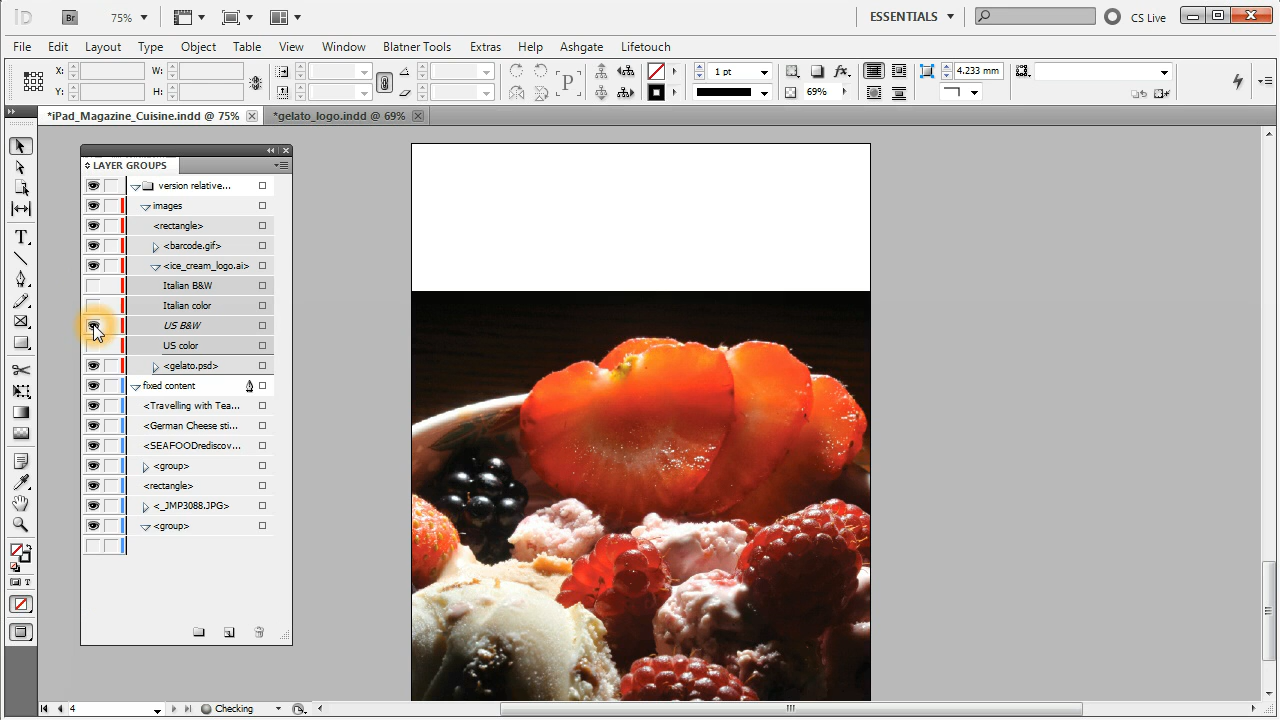 iD
Br
75%
ESSENTIALS
CS Live
File Edit Layout Type Object Table View Window Blatner Tools Extras Help Ashgate Lifetouch
X: W: 1 pt fx. 4.233 mm
Y: H: P 69%
*iPad_Magazine_Cuisine.indd @ 75% *gelato_logo.indd @ 69%
LAYER GROUPS
version relative...
images
<rectangle>
<barcode.gif>
<ice_cream_logo.ai>
Italian B&W
Italian color
US B&W
US color
<gelato.psd>
fixed content
<Travelling with Tea...
<German Cheese sti...
<SEAFOODrediscov...
<group>
<rectangle>
<_JMP3088.JPG>
<group>
T
T
4 Checking